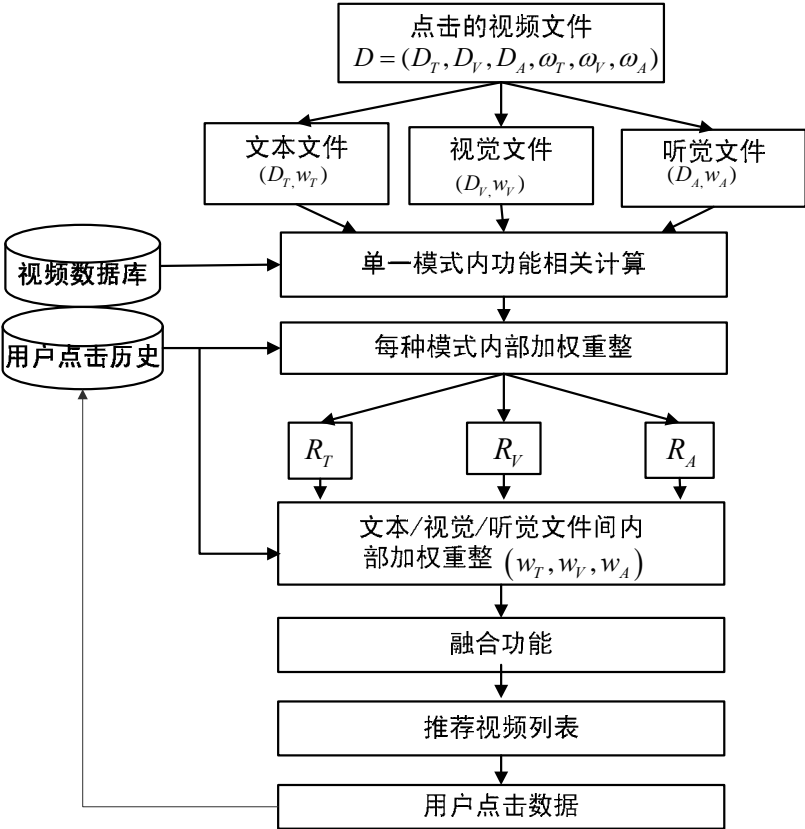 点击的视频文件
D=(D_T,D_V,D_A,ω_T,ω_V,ω_A)
文本文件
(D_T,w_T)
视觉文件
(D_V,w_V)
听觉文件
(D_A,w_A)
视频数据库
单一模式内功能相关计算
用户点击历史
每种模式内部加权重整
R_T
R_V
R_A
文本/视觉/听觉文件间内
部加权重整 (w_T,w_V,w_A)
融合功能
推荐视频列表
用户点击数据